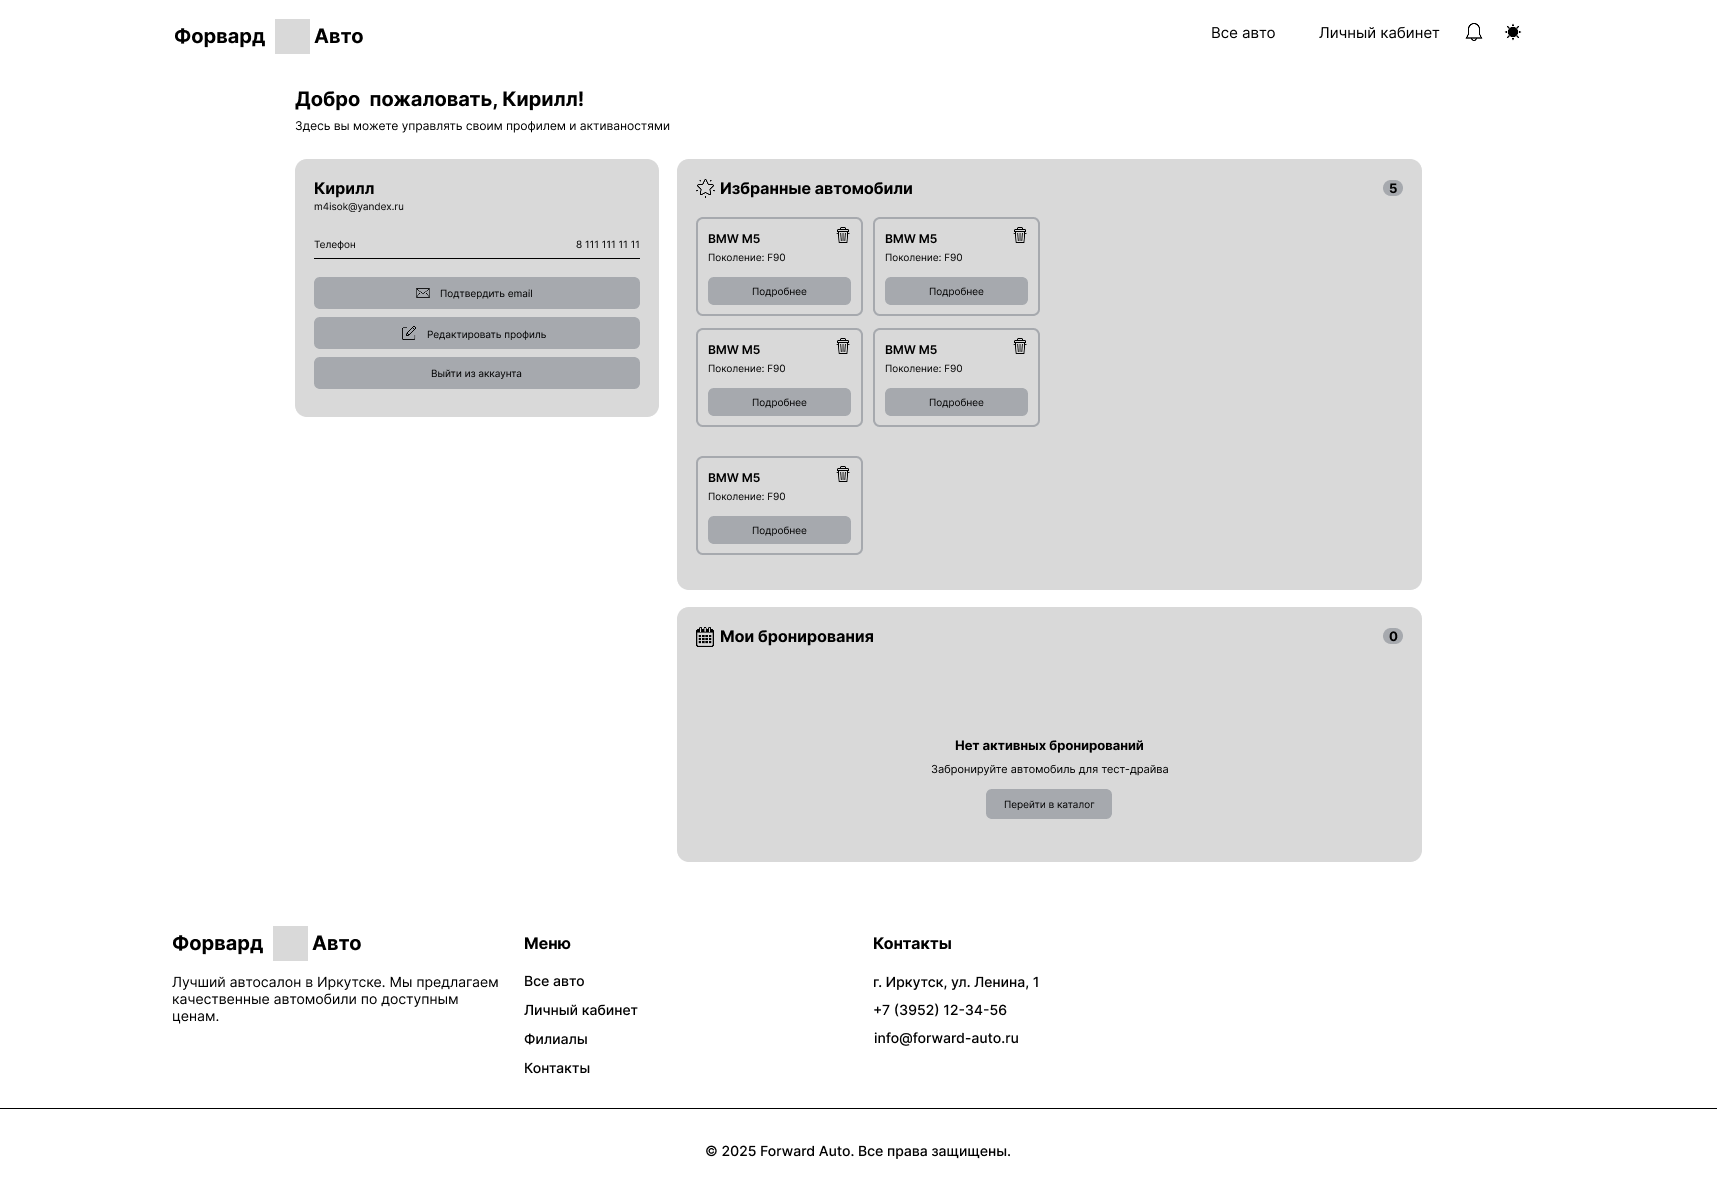 Форвард Авто
Все авто
Личный кабинет
Добро пожаловать, Кирилл!
Здесь вы можете управлять своим профилем и активаностями
Кирилл
m4isok@yandex.ru
Телефон 8 111 111 11 11
Подтвердить email
Редактировать профиль
Выйти из аккаунта
Избранные автомобили 5
BMW M5
Поколение: F90
Подробнее
BMW M5
Поколение: F90
Подробнее
BMW M5
Поколение: F90
Подробнее
BMW M5
Поколение: F90
Подробнее
BMW M5
Поколение: F90
Подробнее
Мои бронирования 0
Нет активных бронирований
Забронируйте автомобиль для тест-драйва
Перейти в каталог
Форвард Авто
Лучший автосалон в Иркутске. Мы предлагаем
качественные автомобили по доступным
ценам.
Меню
Все авто
Личный кабинет
Филиалы
Контакты
Контакты
г. Иркутск, ул. Ленина, 1
+7 (3952) 12-34-56
info@forward-auto.ru
© 2025 Forward Auto. Все права защищены.